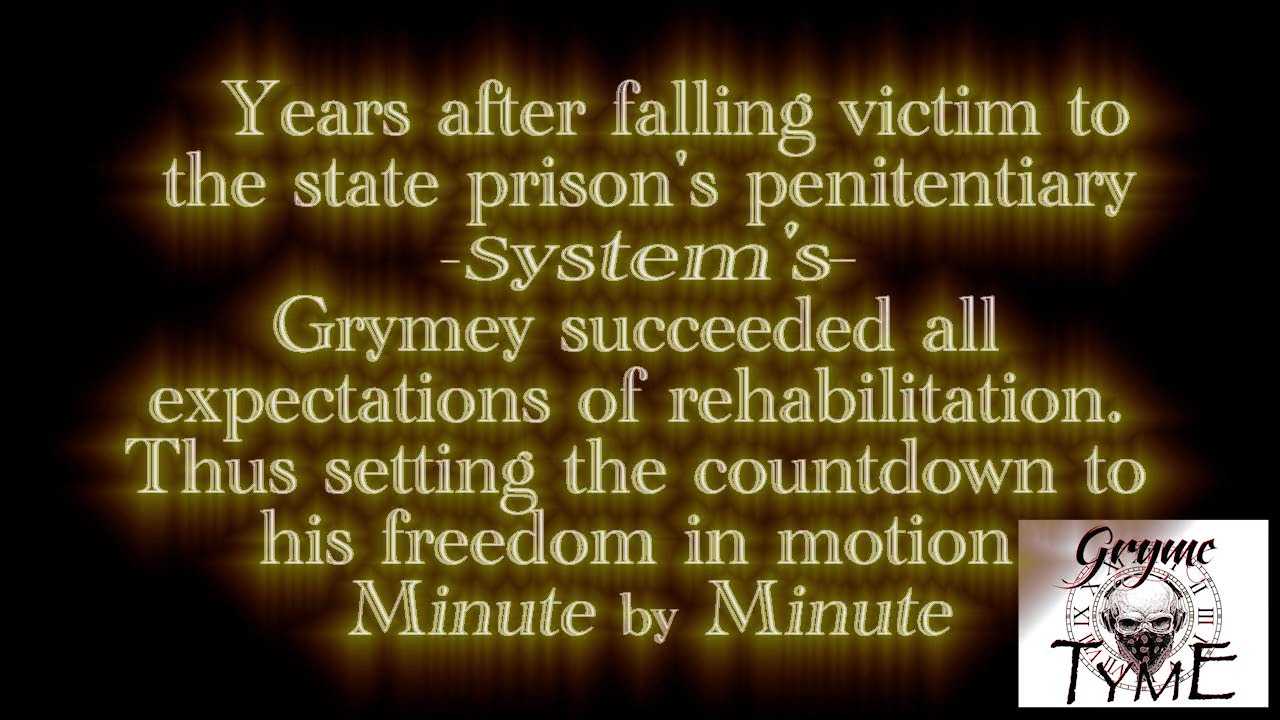 Years after falling victim to
the state prison's penitentiary
-System's-
Grymey succeeded all
expectations of rehabilitation.
Thus setting the countdown to
his freedom in motion
Minute by Minute
Gryme
TYME